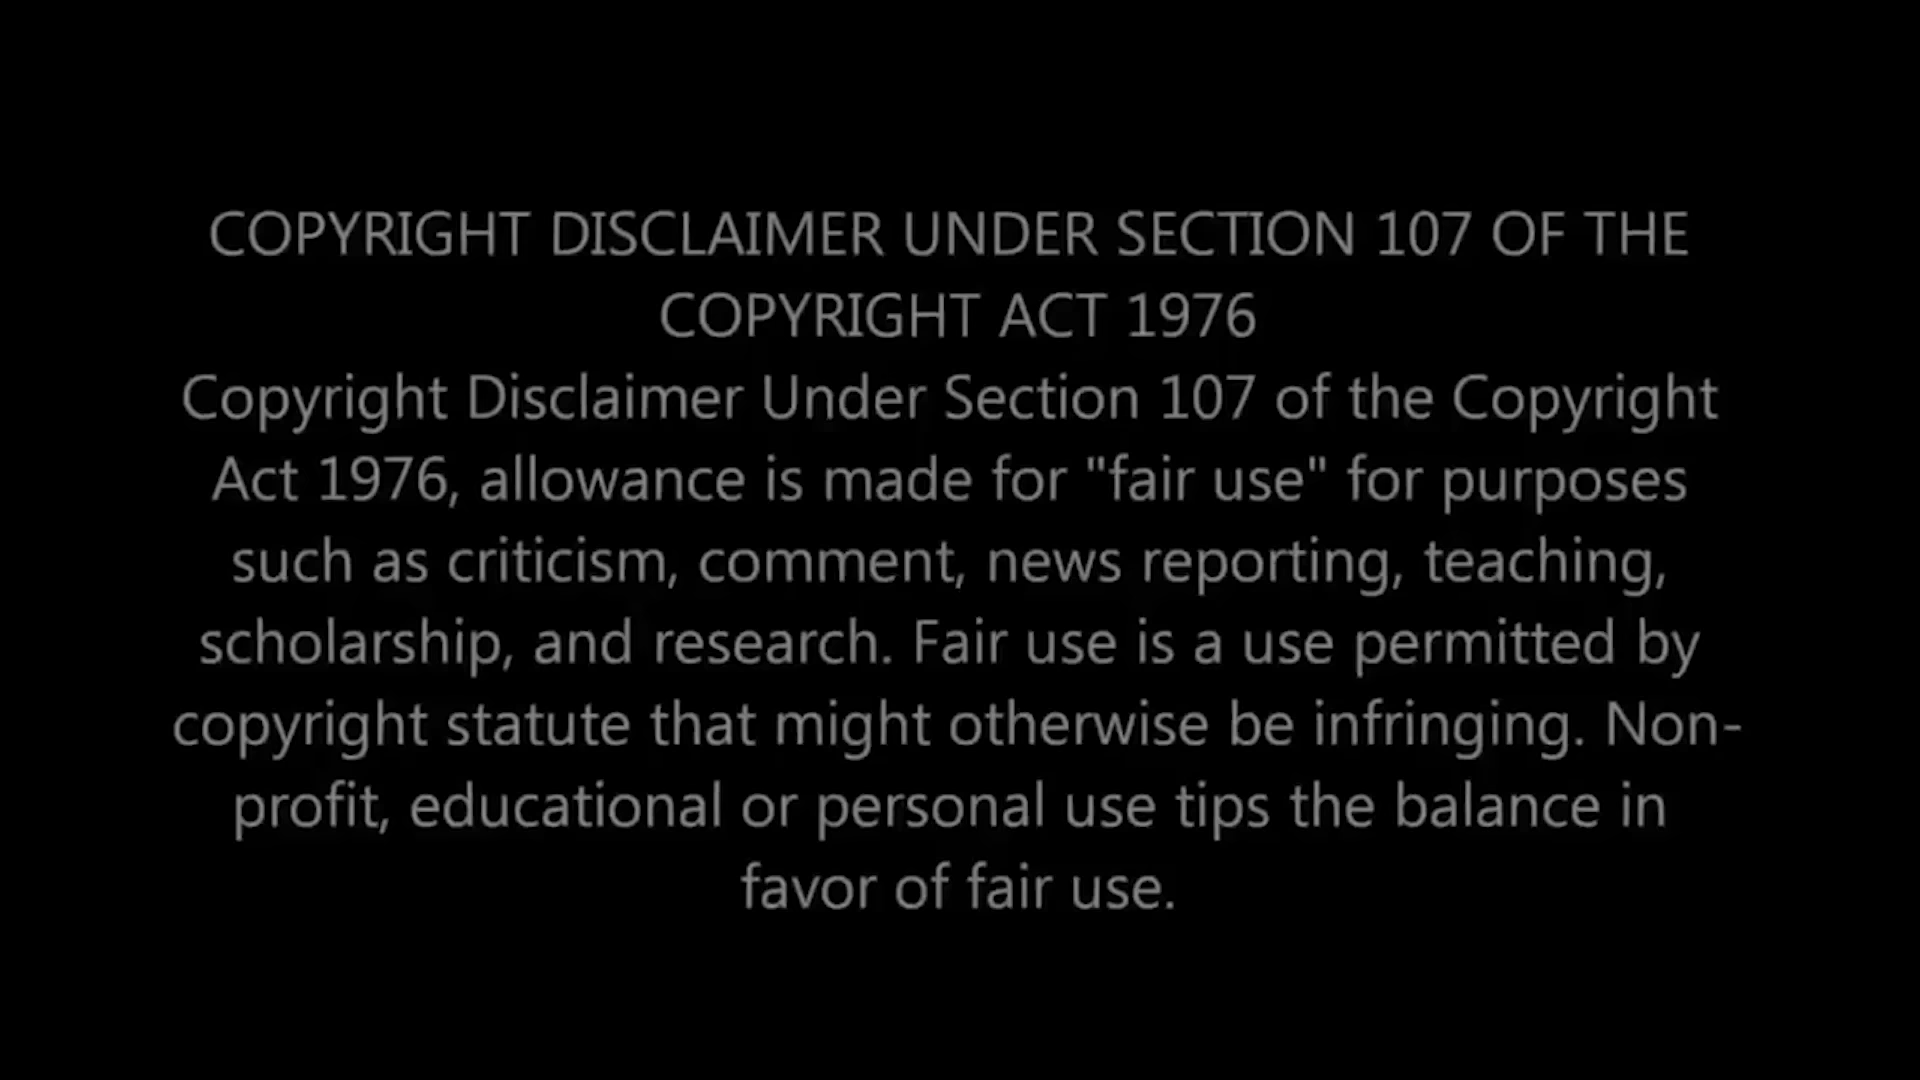 COPYRIGHT DISCLAIMER UNDER SECTION 107 OF THE
COPYRIGHT ACT 1976
Copyright Disclaimer Under Section 107 of the Copyright
Act 1976, allowance is made for "fair use" for purposes
such as criticism, comment, news reporting, teaching,
scholarship, and research. Fair use is a use permitted by
copyright statute that might otherwise be infringing. Non-
profit, educational or personal use tips the balance in
favor of fair use.